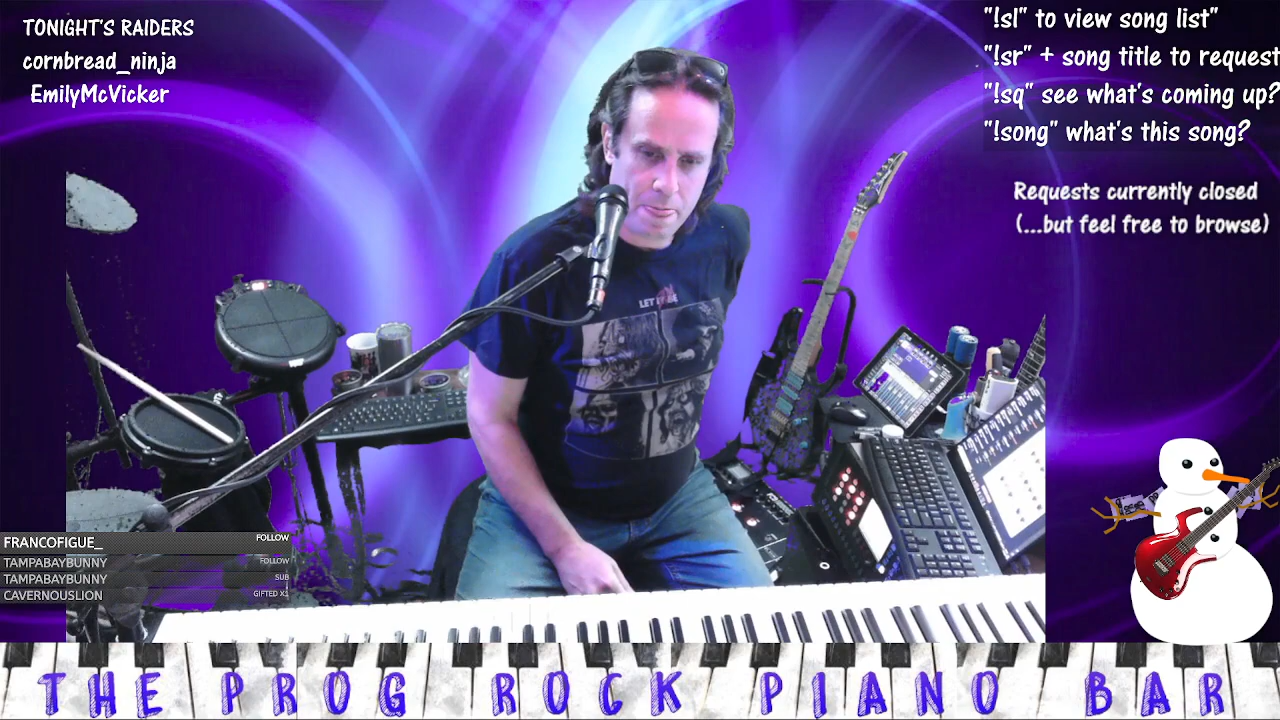 TONIGHT'S RAIDERS
cornbread_ninja
EmilyMcVicker
"!sl" to view song list"
"!sr" + song title to request
"!sq" see what's coming up?
"!song" what's this song?
Requests currently closed
(...but feel free to browse)
LET BE
FRANCOFIGUE_ FOLLOW
TAMPABAYBUNNY FOLLOW
TAMPABAYBUNNY SUB
CAVERNOUSLION GIFTED
THE PROG ROCK PIANO BAR